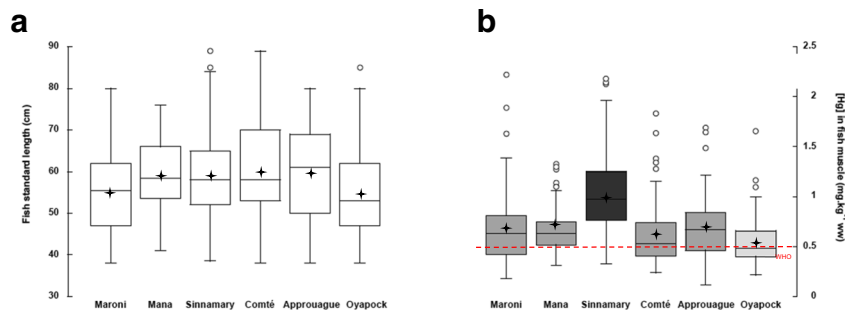 a
b
90
80
70
60
50
40
30
Fish standard length (cm)
Maroni Mana Sinnamary Comté Approuague Oyapock
2.5
2
1.5
1
0.5
0
[Hg] in fish muscle (mg.kg⁻¹ ww)
WHO
Maroni Mana Sinnamary Comté Approuague Oyapock